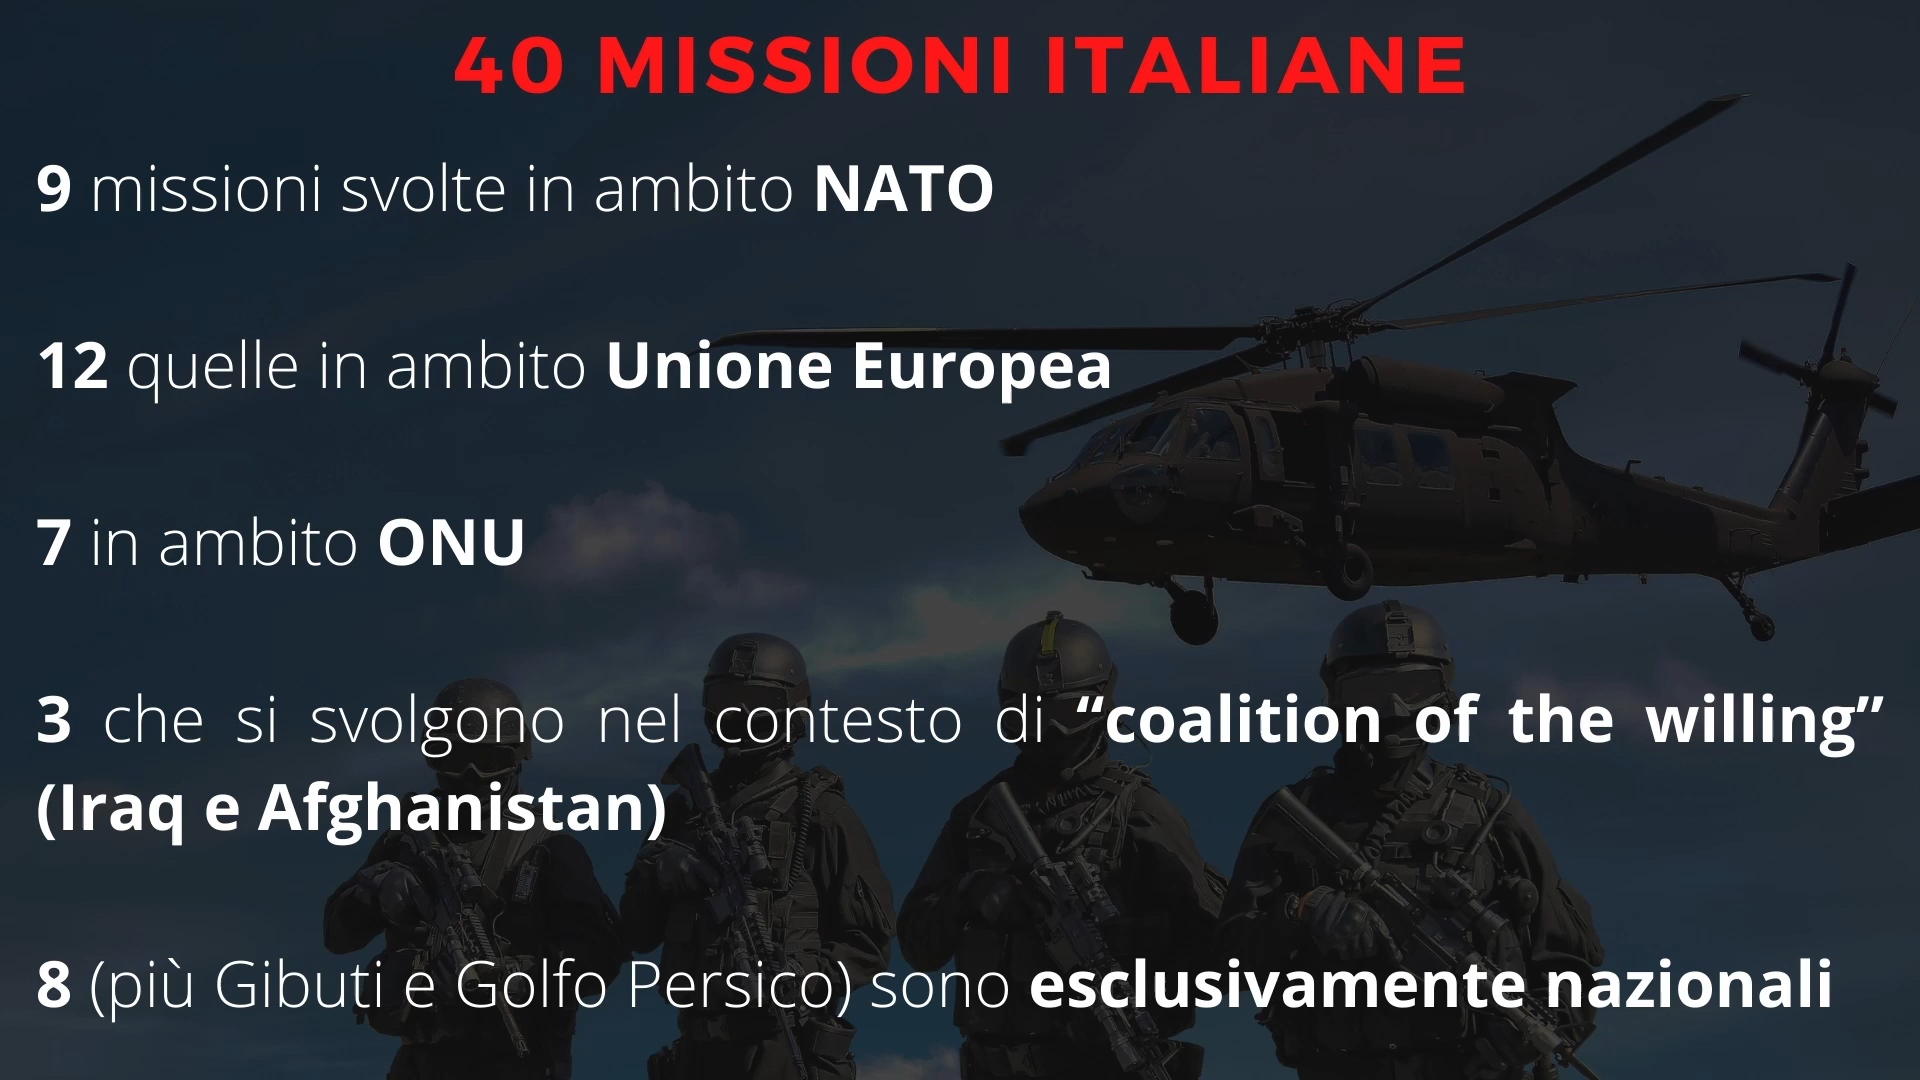 40 MISSIONI ITALIANE
9 missioni svolte in ambito NATO
12 quelle in ambito Unione Europea
7 in ambito ONU
3 che si svolgono nel contesto di “coalition of the willing”
(Iraq e Afghanistan)
8 (più Gibuti e Golfo Persico) sono esclusivamente nazionali